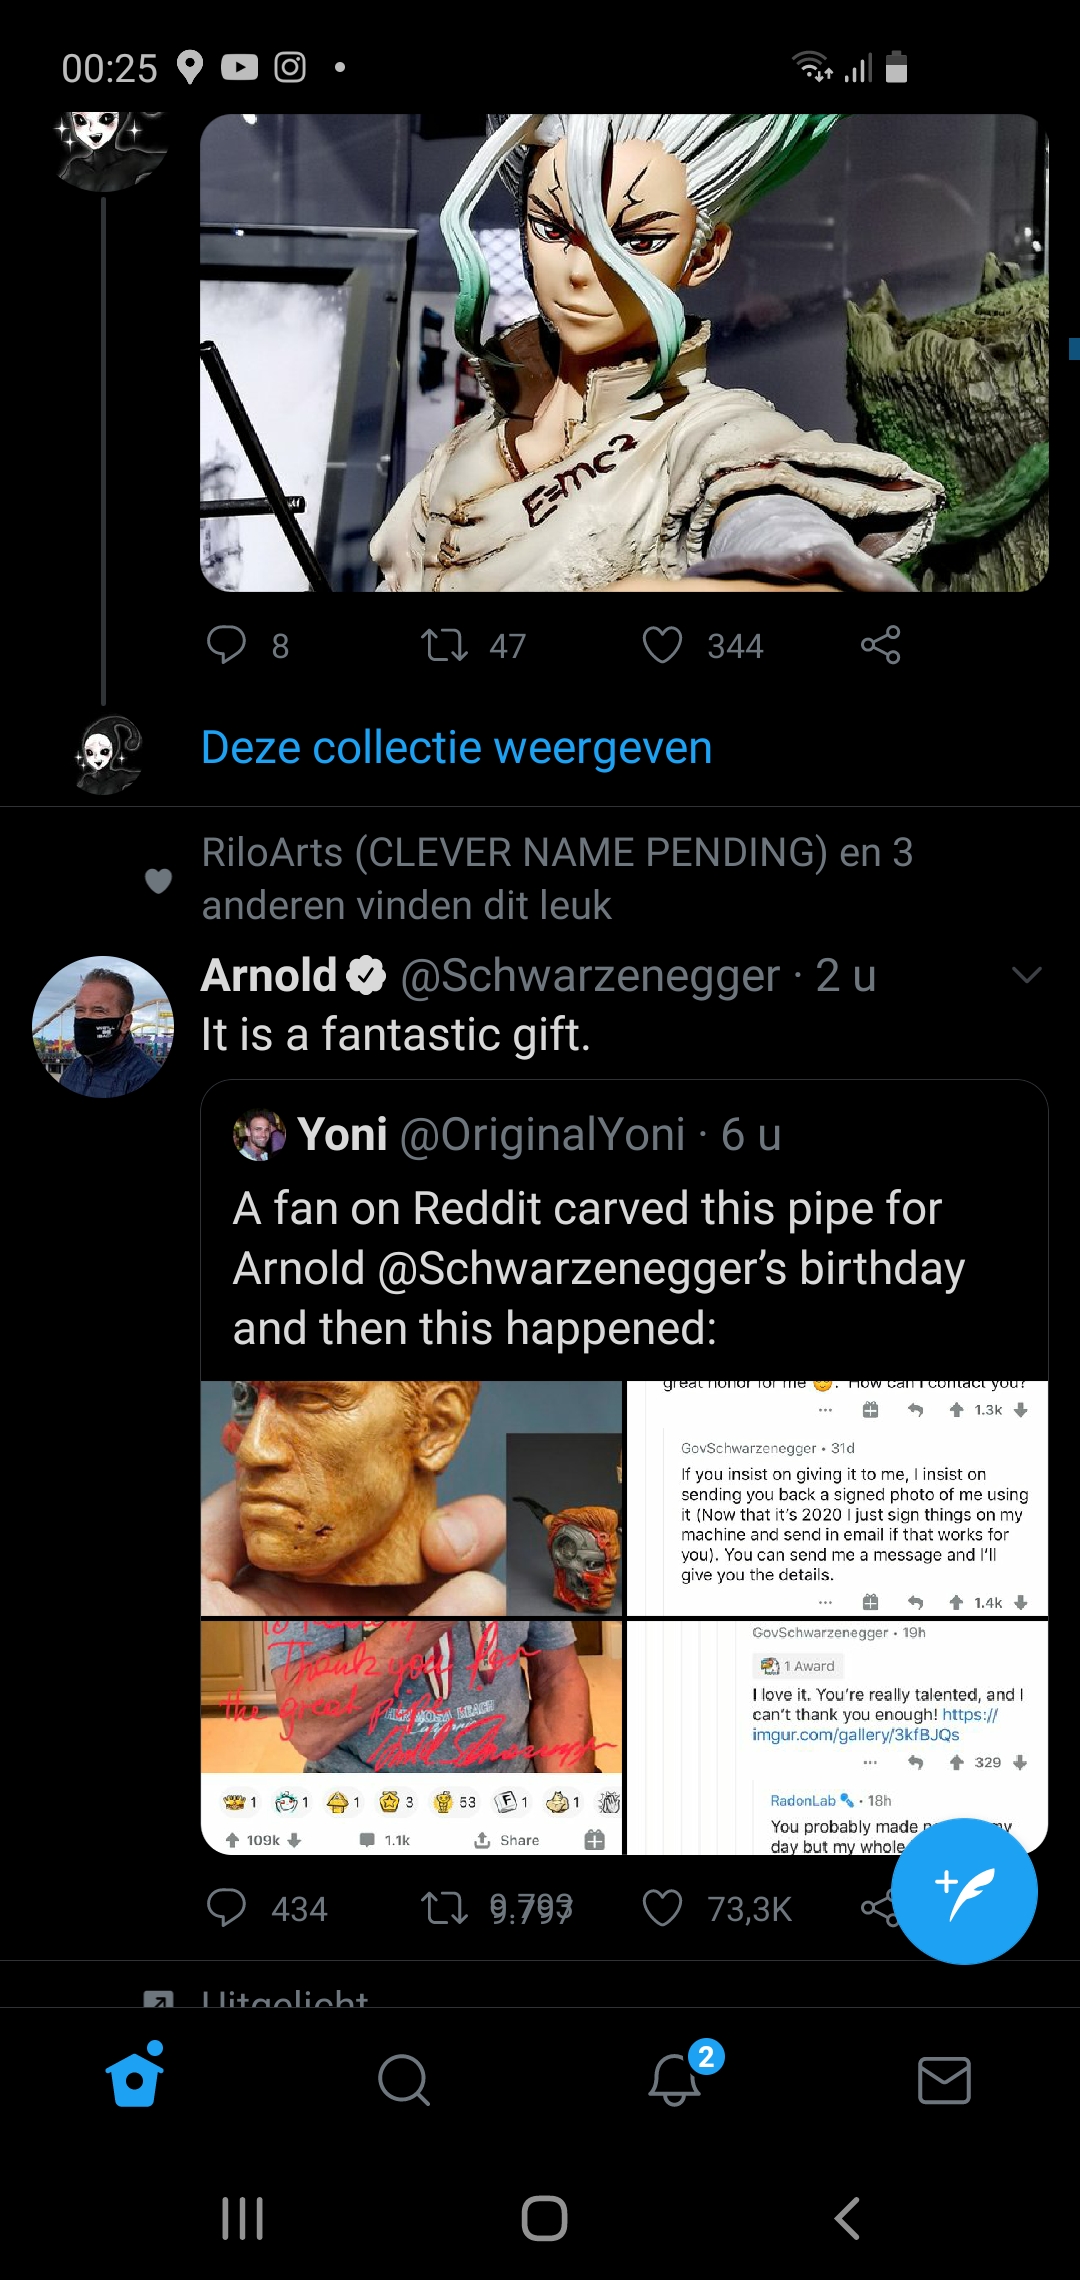 00:25
E=mc²
8 47 344
Deze collectie weergeven
RiloArts (CLEVER NAME PENDING) en 3
anderen vinden dit leuk
Arnold @Schwarzenegger · 2 u
It is a fantastic gift.
Yoni @OriginalYoni · 6 u
A fan on Reddit carved this pipe for
Arnold @Schwarzenegger’s birthday
and then this happened:
great honor for me 😊. How can I contact you?
... 1.3k
GovSchwarzenegger • 31d
If you insist on giving it to me, I insist on
sending you back a signed photo of me using
it (Now that it's 2020 I just sign things on my
machine and send in email if that works for
you). You can send me a message and I'll
give you the details.
... 1.4k
Thank you for
the great pipe
HERMOSA BEACH
California
1 1 1 3 53 F 1 1
109k 1.1k Share
GovSchwarzenegger • 19h
1 Award
I love it. You're really talented, and I
can't thank you enough! https://
imgur.com/gallery/3kfBJQs
... 329
RadonLab • 18h
You probably made my
day but my whole
434 73,3K
Uitgelicht
2